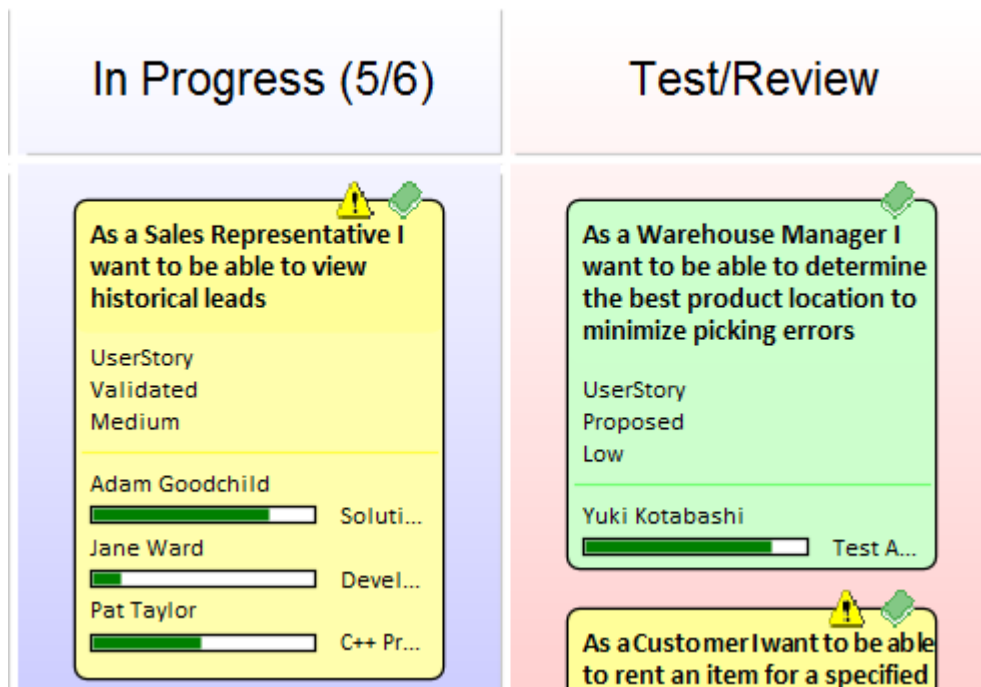 In Progress (5/6)
As a Sales Representative I
want to be able to view
historical leads
UserStory
Validated
Medium
Adam Goodchild
Soluti...
Jane Ward
Devel...
Pat Taylor
C++ Pr...
Test/Review
As a Warehouse Manager I
want to be able to determine
the best product location to
minimize picking errors
UserStory
Proposed
Low
Yuki Kotabashi
Test A...
As a Customer I want to be able
to rent an item for a specified